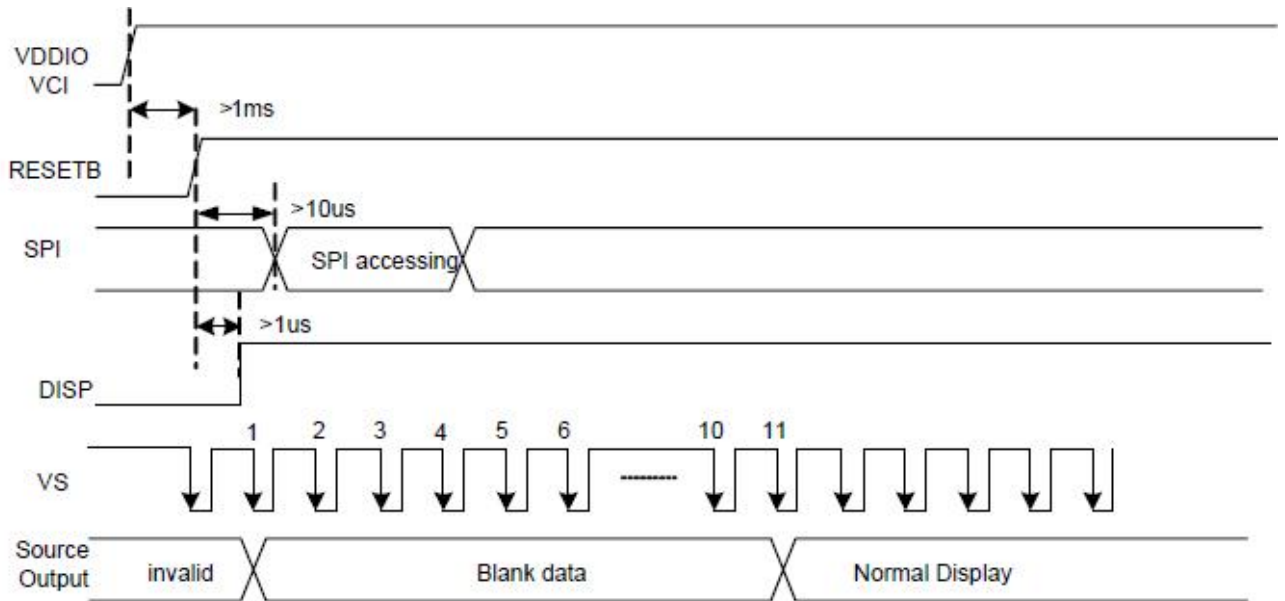 VDDIO
VCI
>1ms
RESETB
>10us
SPI
SPI accessing
>1us
DISP
1 2 3 4 5 6 10 11
VS
Source
Output
invalid
Blank data
Normal Display